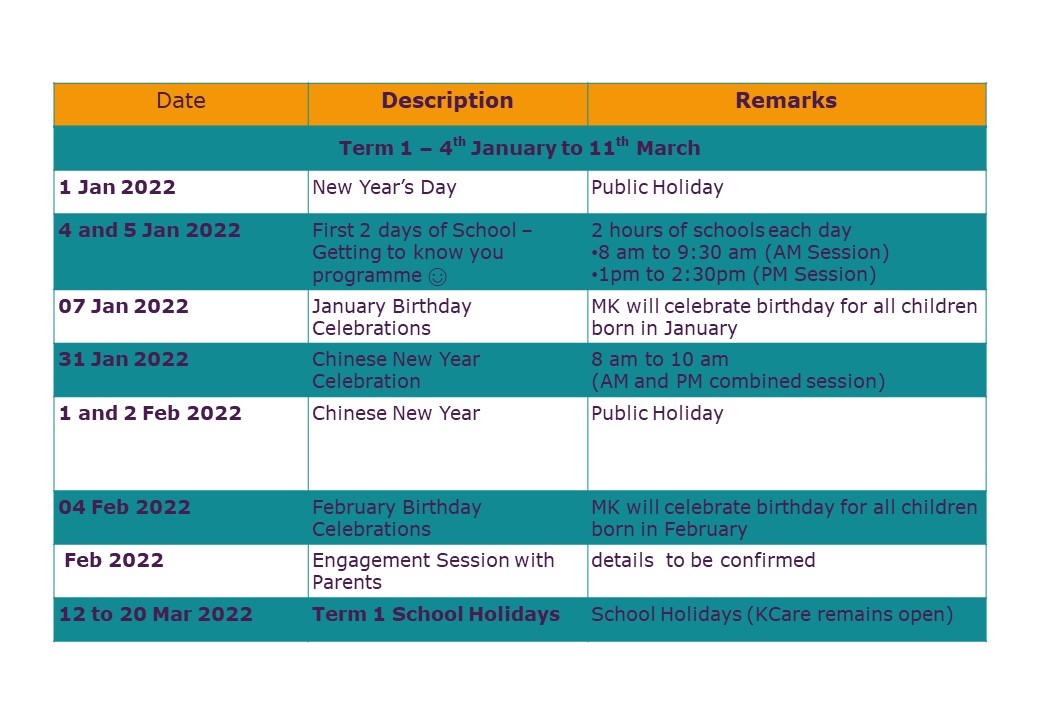 Date Description Remarks
Term 1 – 4th January to 11th March
1 Jan 2022 New Year’s Day Public Holiday
4 and 5 Jan 2022 First 2 days of School – 2 hours of schools each day
Getting to know you •8 am to 9:30 am (AM Session)
programme ☺ •1pm to 2:30pm (PM Session)
07 Jan 2022 January Birthday MK will celebrate birthday for all children
Celebrations born in January
31 Jan 2022 Chinese New Year 8 am to 10 am
Celebration (AM and PM combined session)
1 and 2 Feb 2022 Chinese New Year Public Holiday
04 Feb 2022 February Birthday MK will celebrate birthday for all children
Celebrations born in February
Feb 2022 Engagement Session with details to be confirmed
Parents
12 to 20 Mar 2022 Term 1 School Holidays School Holidays (KCare remains open)